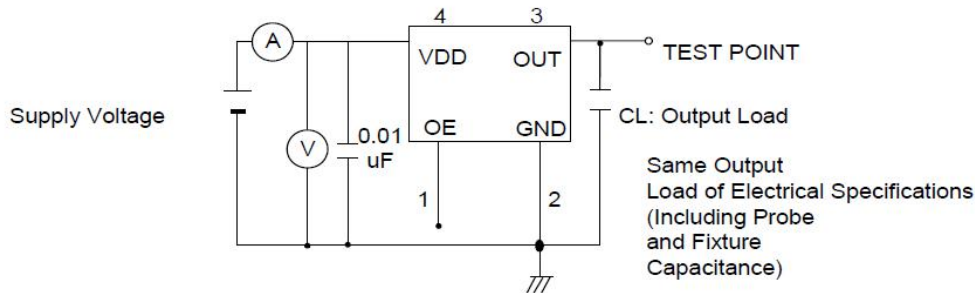 4
3
A
VDD
OUT
TEST POINT
Supply Voltage
CL: Output Load
0.01
uF
OE
GND
V
1
2
Same Output
Load of Electrical Specifications
(Including Probe
and Fixture
Capacitance)